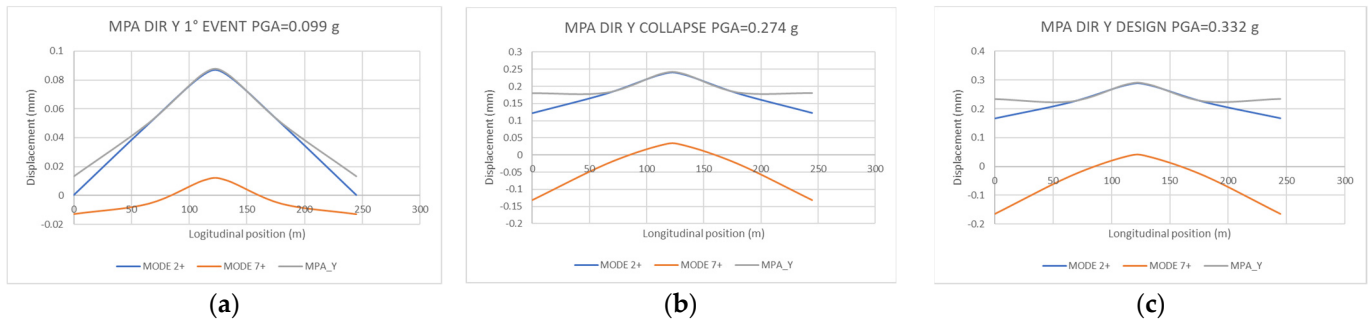 MPA DIR Y 1° EVENT PGA=0.099 g
0.1
0.08
0.06
0.04
0.02
0
-0.02
Displacement (mm)
0 50 100 150 200 250 300
Logitudinal position (m)
MODE 2+ MODE 7+ MPA_Y
(a)
MPA DIR Y COLLAPSE PGA=0.274 g
0.3
0.25
0.2
0.15
0.1
0.05
0
-0.05
-0.1
-0.15
-0.2
Displacement (mm)
0 50 100 150 200 250 300
Longitudinal position (m)
MODE 2+ MODE 7+ MPA_Y
(b)
MPA DIR Y DESIGN PGA=0.332 g
0.4
0.3
0.2
0.1
0
-0.1
-0.2
Displacement (mm)
0 50 100 150 200 250 300
Longitudinal position (m)
MODE 2+ MODE 7+ MPA_Y
(c)